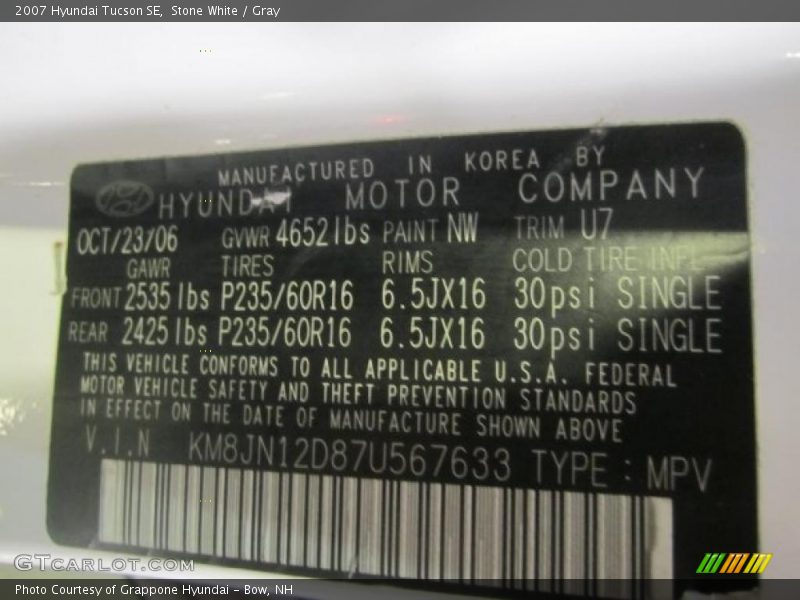 2007 Hyundai Tucson SE, Stone White / Gray
MANUFACTURED IN KOREA BY
HYUNDAI MOTOR COMPANY
OCT/23/06 GVWR 4652 lbs PAINT NW TRIM U7
GAWR TIRES RIMS COLD TIRE INFL
FRONT 2535 lbs P235/60R16 6.5JX16 30psi SINGLE
REAR 2425 lbs P235/60R16 6.5JX16 30psi SINGLE
THIS VEHICLE CONFORMS TO ALL APPLICABLE U.S.A. FEDERAL
MOTOR VEHICLE SAFETY AND THEFT PREVENTION STANDARDS
IN EFFECT ON THE DATE OF MANUFACTURE SHOWN ABOVE
V.I.N KM8JN12D87U567633 TYPE : MPV
GTCARLOT.COM
Photo Courtesy of Grappone Hyundai - Bow, NH